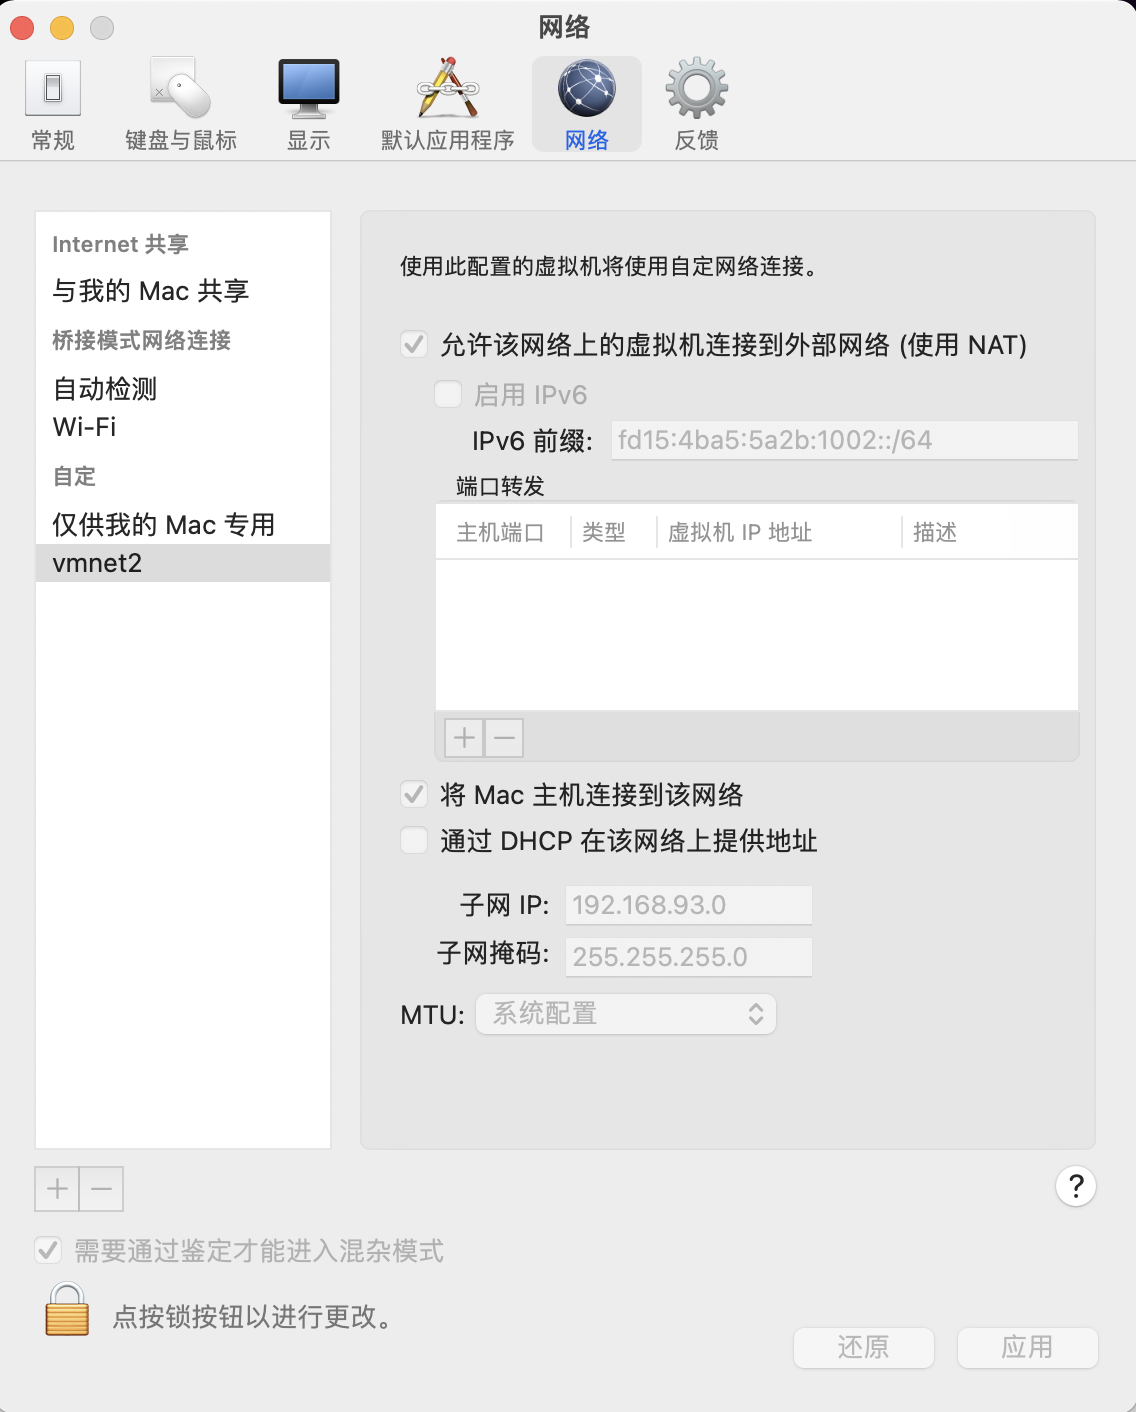 网络
常规
键盘与鼠标
显示
默认应用程序
网络
反馈
Internet 共享
与我的 Mac 共享
桥接模式网络连接
自动检测
Wi-Fi
自定
仅供我的 Mac 专用
vmnet2
使用此配置的虚拟机将使用自定网络连接。
允许该网络上的虚拟机连接到外部网络 (使用 NAT)
启用 IPv6
IPv6 前缀: fd15:4ba5:5a2b:1002::/64
端口转发
主机端口 类型 虚拟机 IP 地址 描述
将 Mac 主机连接到该网络
通过 DHCP 在该网络上提供地址
子网 IP: 192.168.93.0
子网掩码: 255.255.255.0
MTU: 系统配置
?
需要通过鉴定才能进入混杂模式
点按锁按钮以进行更改。
还原
应用